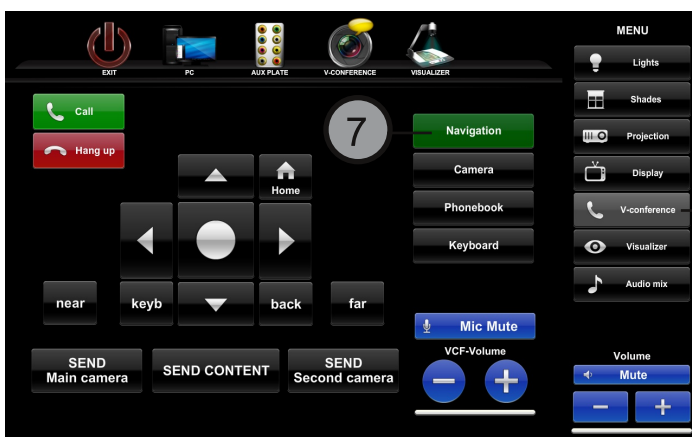 MENU
EXIT
PC
AUX PLATE
V-CONFERENCE
VISUALIZER
Lights
Shades
Projection
Display
V-conference
Visualizer
Audio mix
Call
Hang up
7
Navigation
Camera
Phonebook
Keyboard
Home
near
keyb
back
far
Mic Mute
VCF-Volume
SEND
Main camera
SEND CONTENT
SEND
Second camera
Volume
Mute